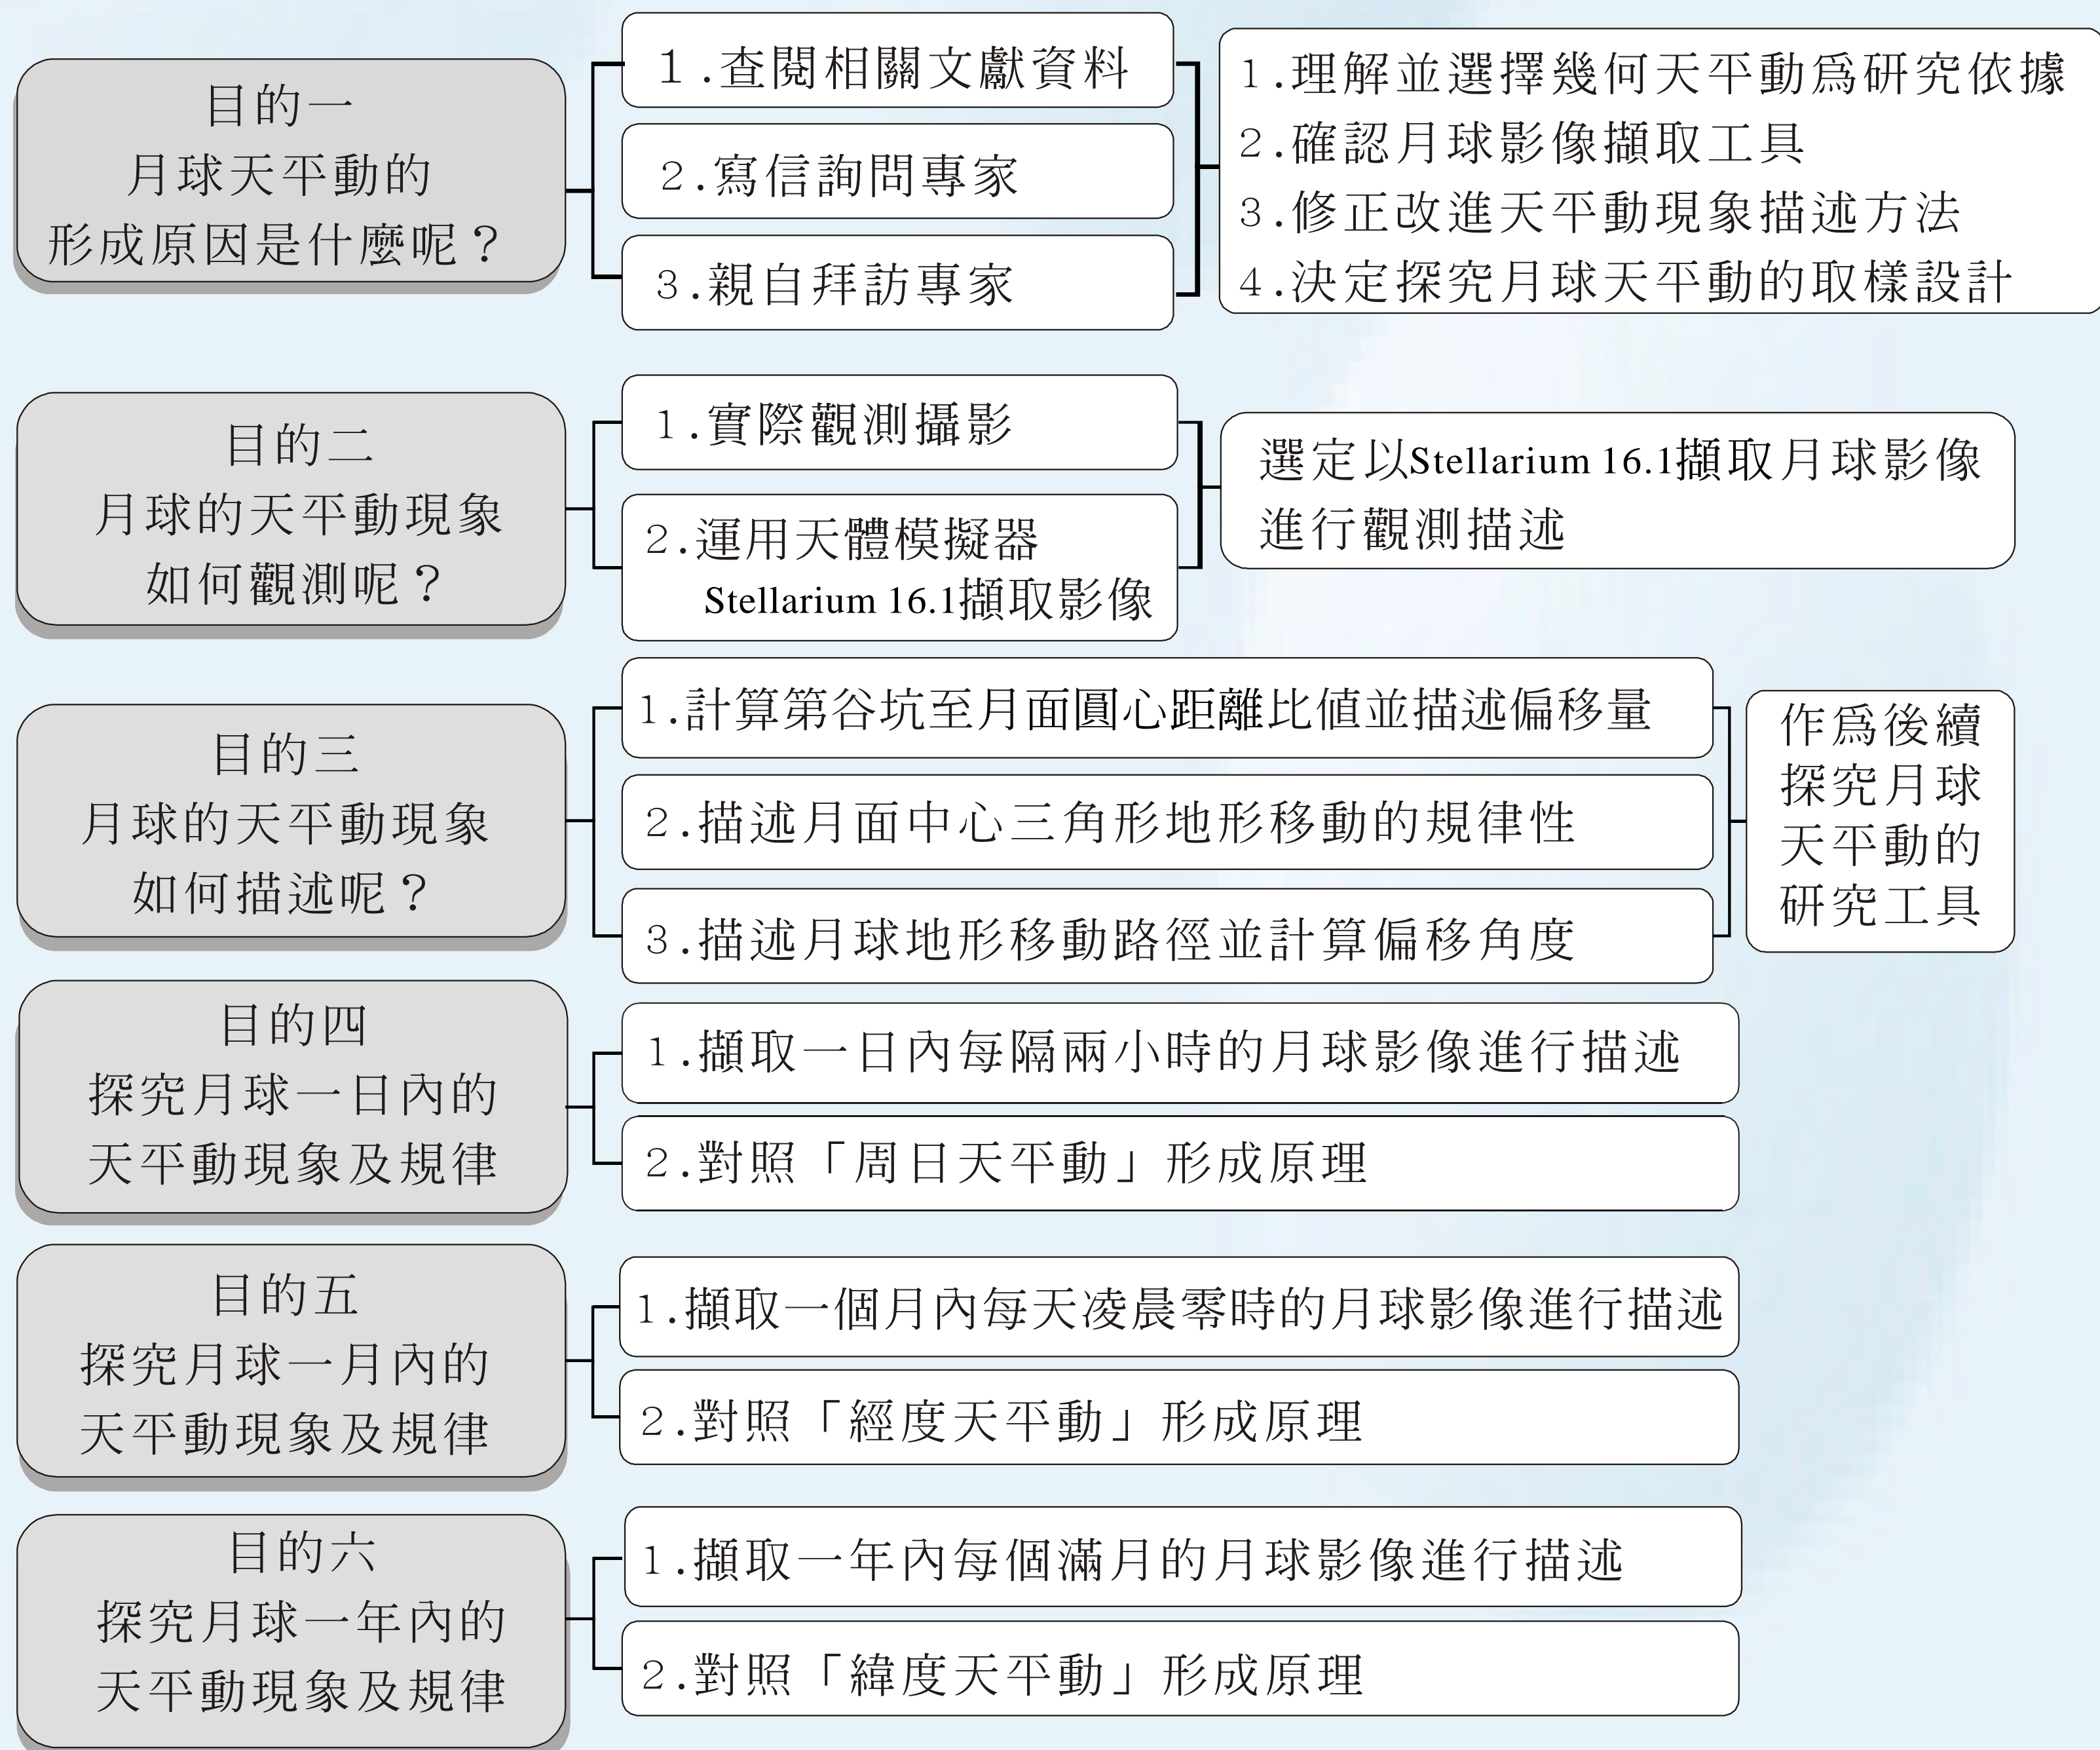 目的一
月球天平動的
形成原因是什麼呢？
1.查閱相關文獻資料
2.寫信詢問專家
3.親自拜訪專家
1.理解並選擇幾何天平動爲研究依據
2.確認月球影像擷取工具
3.修正改進天平動現象描述方法
4.決定探究月球天平動的取樣設計
目的二
月球的天平動現象
如何觀測呢？
1.實際觀測攝影
2.運用天體模擬器
Stellarium 16.1擷取影像
選定以Stellarium 16.1擷取月球影像
進行觀測描述
目的三
月球的天平動現象
如何描述呢？
1.計算第谷坑至月面圓心距離比值並描述偏移量
2.描述月面中心三角形地形移動的規律性
3.描述月球地形移動路徑並計算偏移角度
作爲後續
探究月球
天平動的
研究工具
目的四
探究月球一日內的
天平動現象及規律
1.擷取一日內每隔兩小時的月球影像進行描述
2.對照「周日天平動」形成原理
目的五
探究月球一月內的
天平動現象及規律
1.擷取一個月內每天凌晨零時的月球影像進行描述
2.對照「經度天平動」形成原理
目的六
探究月球一年內的
天平動現象及規律
1.擷取一年內每個滿月的月球影像進行描述
2.對照「緯度天平動」形成原理